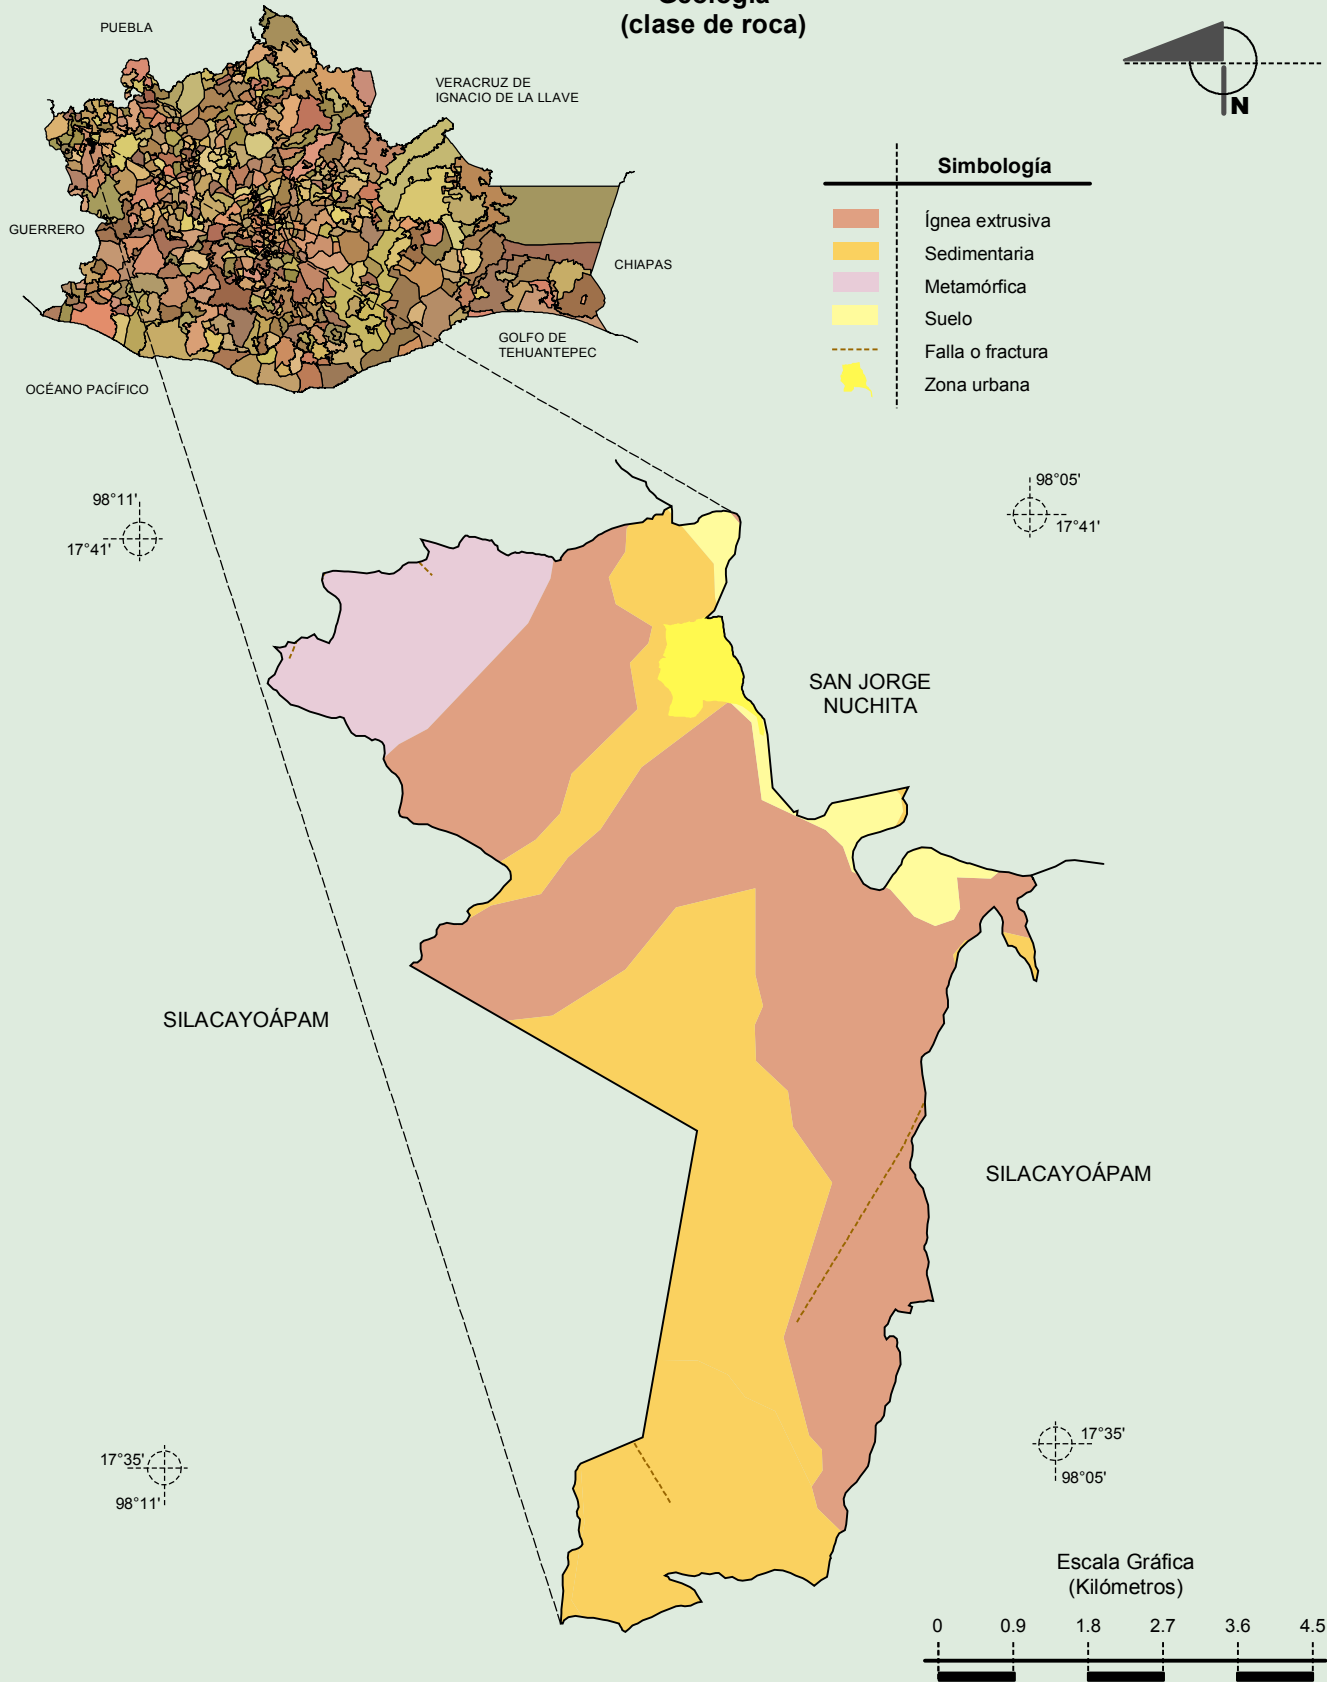 Geología
(clase de roca)
PUEBLA
VERACRUZ DE
IGNACIO DE LA LLAVE
GUERRERO
CHIAPAS
GOLFO DE
TEHUANTEPEC
OCÉANO PACÍFICO
N
Simbología
Ígnea extrusiva
Sedimentaria
Metamórfica
Suelo
Falla o fractura
Zona urbana
98°11'
17°41'
98°05'
17°41'
SAN JORGE
NUCHITA
SILACAYOÁPAM
SILACAYOÁPAM
17°35'
98°11'
17°35'
98°05'
Escala Gráfica
(Kilómetros)
0 0.9 1.8 2.7 3.6 4.5